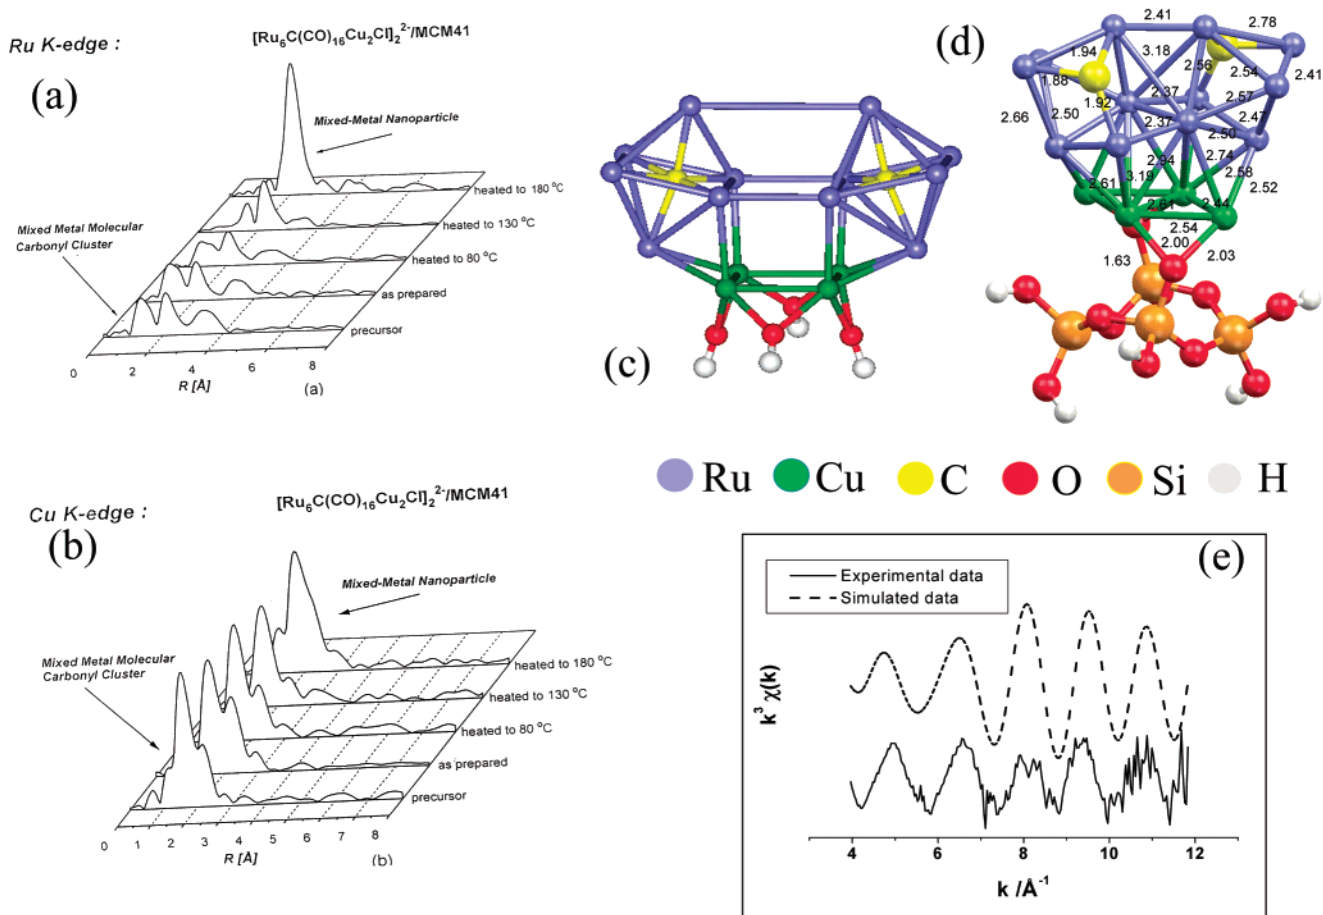 Ru K-edge :
[Ru6C(CO)16Cu2Cl]2 2-/MCM41
(a)
Mixed-Metal Nanoparticle
heated to 180 °C
heated to 130 °C
heated to 80 °C
as prepared
precursor
Mixed Metal Molecular
Carbonyl Cluster
0 2 4 6 8
R [Å]
(a)
Cu K-edge :
[Ru6C(CO)16Cu2Cl]2 2-/MCM41
(b)
Mixed-Metal Nanoparticle
Mixed Metal Molecular
Carbonyl Cluster
heated to 180 °C
heated to 130 °C
heated to 80 °C
as prepared
precursor
0 1 2 3 4 5 6 7 8
R [Å]
(b)
(c)
(d)
2.41
2.78
1.94
3.18
2.56
2.54
2.41
1.88
1.92
2.37
2.57
2.66
2.50
2.37
2.50
2.47
2.94
2.74
2.58
2.61
3.19
2.52
2.61
2.44
2.54
2.00
2.03
1.63
Ru Cu C O Si H
(e)
Experimental data
Simulated data
k3 χ(k)
4 6 8 10 12
k /Å-1